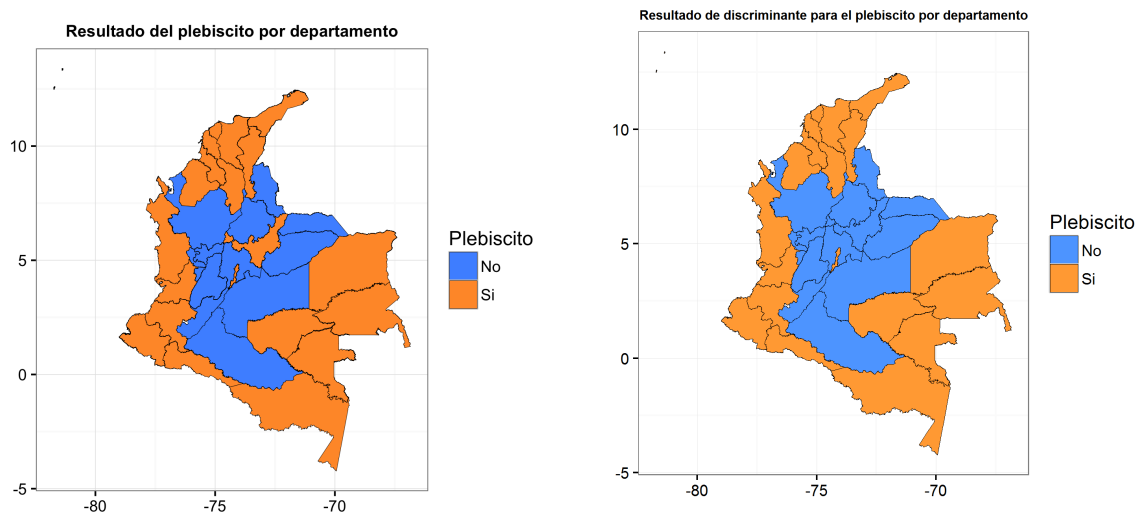 Resultado del plebiscito por departamento
10
5
0
-5
-80
-75
-70
Plebiscito
No
Si
Resultado de discriminante para el plebiscito por departamento
10
5
0
-5
-80
-75
-70
Plebiscito
No
Si